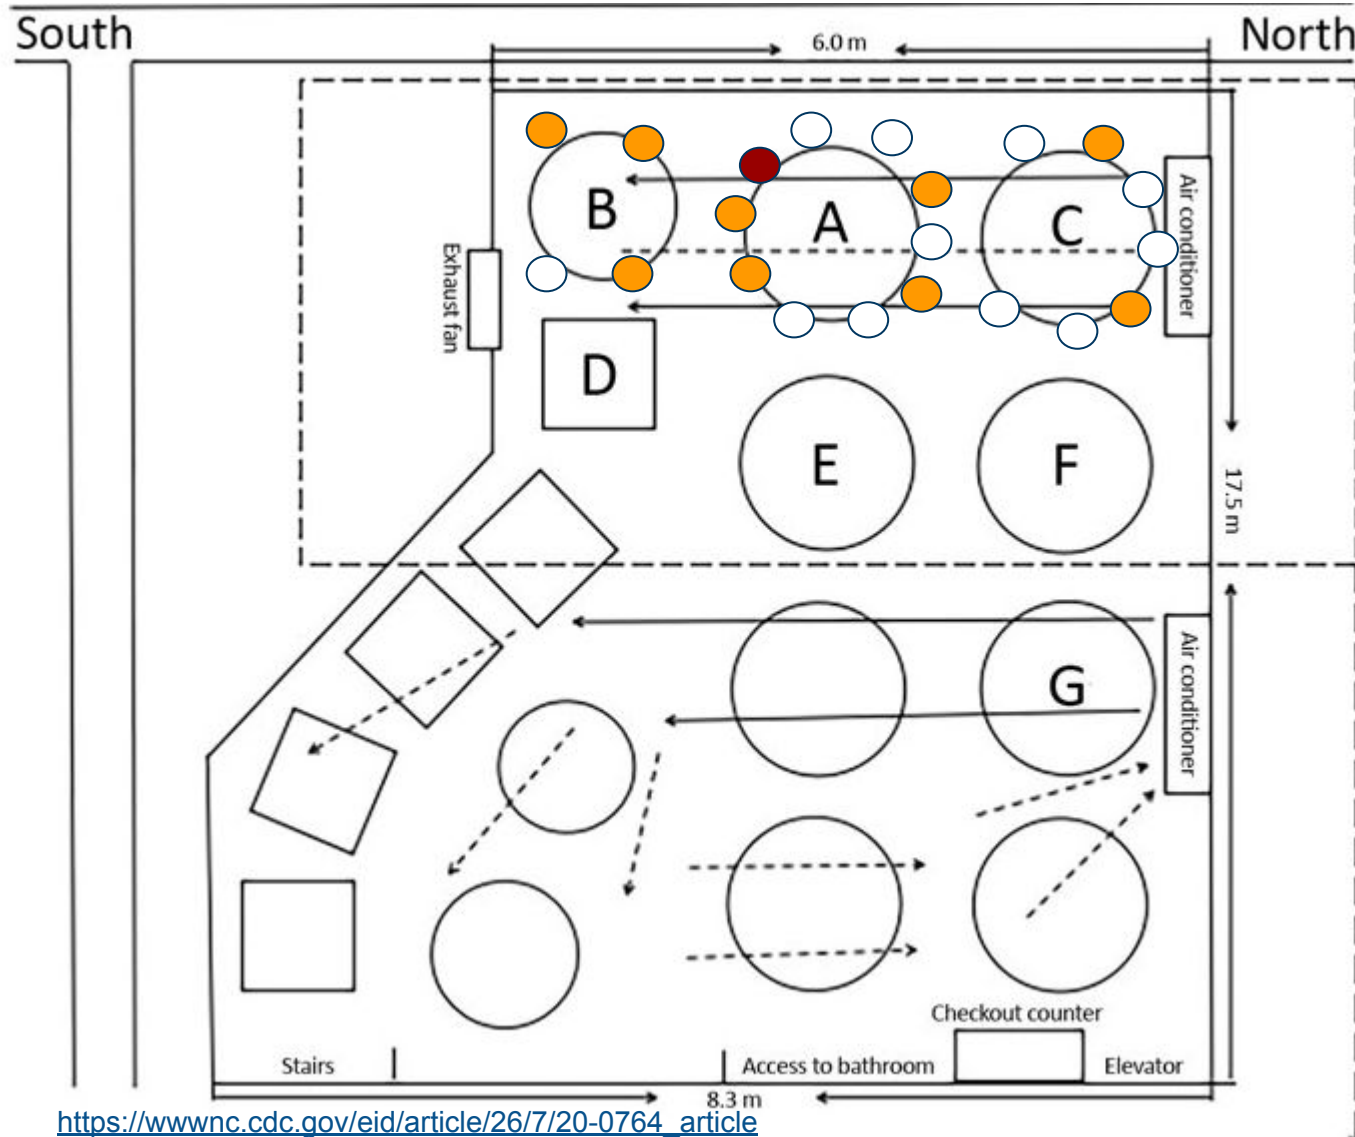 South
North
6.0 m
B
A
C
Air conditioner
Exhaust fan
D
E
F
17.5 m
G
Air conditioner
Checkout counter
Stairs
Access to bathroom
Elevator
8.3 m
https://wwwnc.cdc.gov/eid/article/26/7/20-0764_article